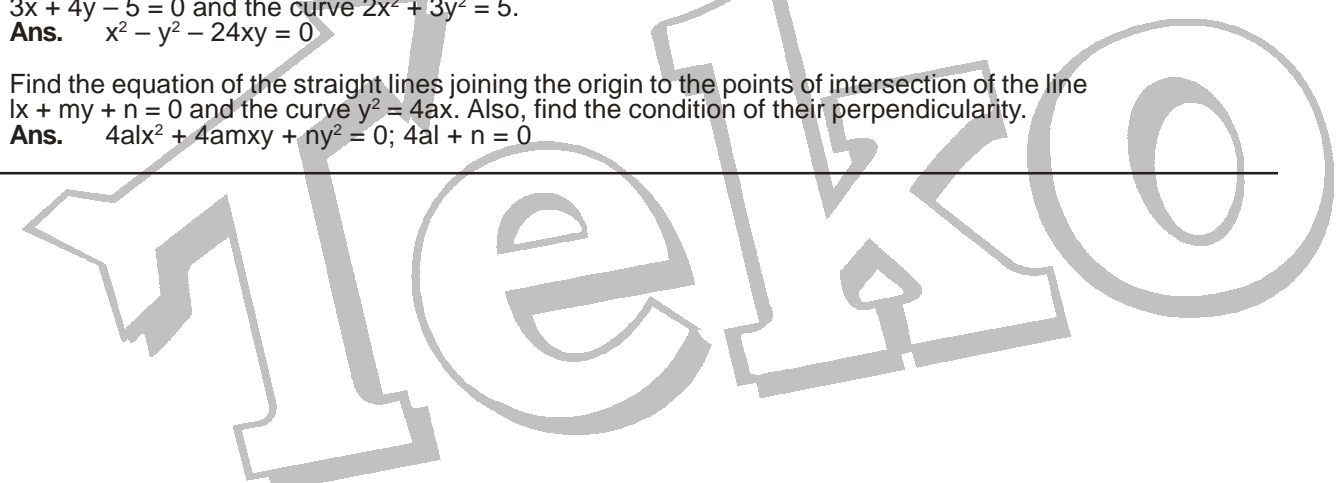 3x + 4y – 5 = 0 and the curve 2x² + 3y² = 5.
Ans. x² – y² – 24xy = 0
Find the equation of the straight lines joining the origin to the points of intersection of the line
lx + my + n = 0 and the curve y² = 4ax. Also, find the condition of their perpendicularity.
Ans. 4alx² + 4amxy + ny² = 0; 4al + n = 0
Teko